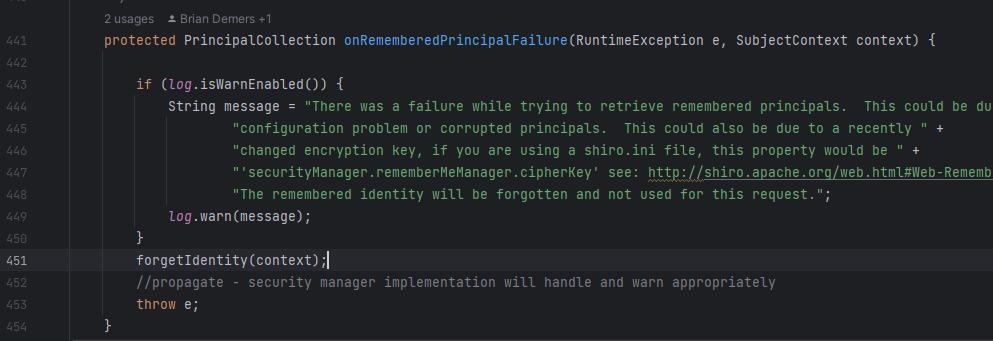 2 usages Brian Demers +1
441 protected PrincipalCollection onRememberedPrincipalFailure(RuntimeException e, SubjectContext context) {
442
443 if (log.isWarnEnabled()) {
444 String message = "There was a failure while trying to retrieve remembered principals.  This could be du
445 "configuration problem or corrupted principals.  This could also be due to a recently " +
446 "changed encryption key, if you are using a shiro.ini file, this property would be " +
447 "'securityManager.rememberMeManager.cipherKey' see: http://shiro.apache.org/web.html#Web-Rememb
448 "The remembered identity will be forgotten and not used for this request.";
449 log.warn(message);
450 }
451 forgetIdentity(context);
452 //propagate - security manager implementation will handle and warn appropriately
453 throw e;
454 }